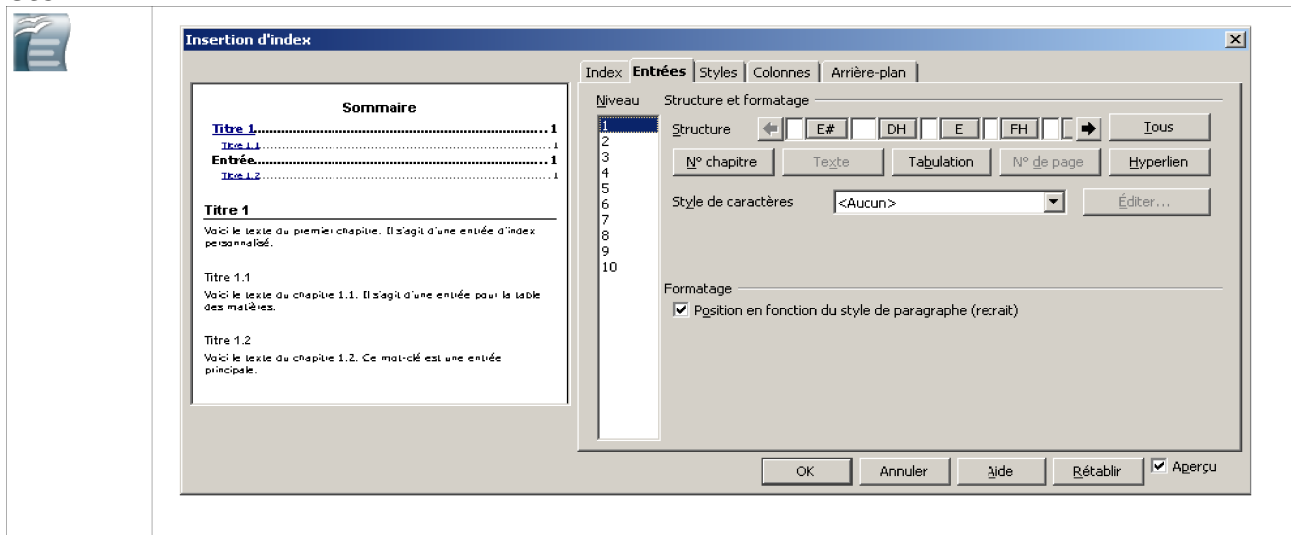 Insertion d'index
Index Entrées Styles Colonnes Arrière-plan
Sommaire
Titre 1 1
Titre 1.1 1
Entrée 1
Titre 1.2 1
Titre 1
Voici le texte du premier chapitre. Il s'agit d'une entrée d'index
personnalisé.
Titre 1.1
Voici le texte du chapitre 1.1. Il s'agit d'une entrée pour la table
des matières.
Titre 1.2
Voici le texte du chapitre 1.2. Ce mot-clé est une entrée
principale.
Niveau
1
2
3
4
5
6
7
8
9
10
Structure et formatage
Structure E# DH E FH Tous
N° chapitre Texte Tabulation N° de page Hyperlien
Style de caractères <Aucun> Éditer...
Formatage
Position en fonction du style de paragraphe (retrait)
OK Annuler Aide Rétablir Aperçu